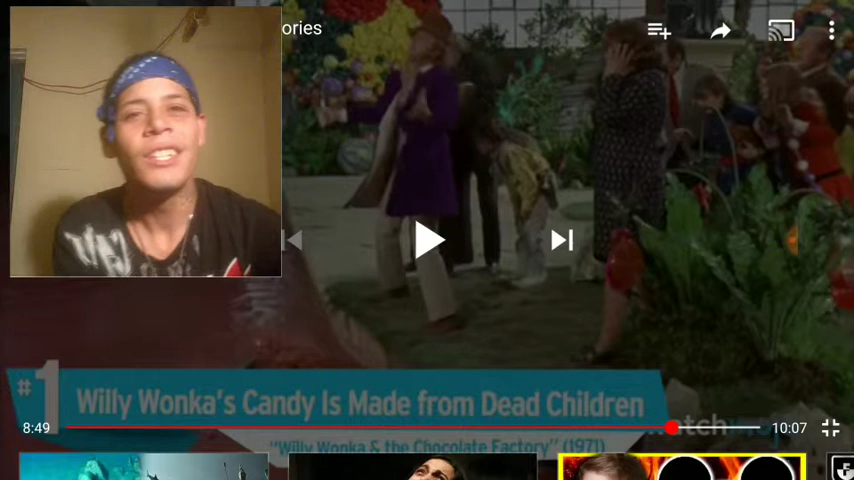 ories
#1
Willy Wonka's Candy Is Made from Dead Children
8:49
10:07
"Willy Wonka & the Chocolate Factory" (1971)